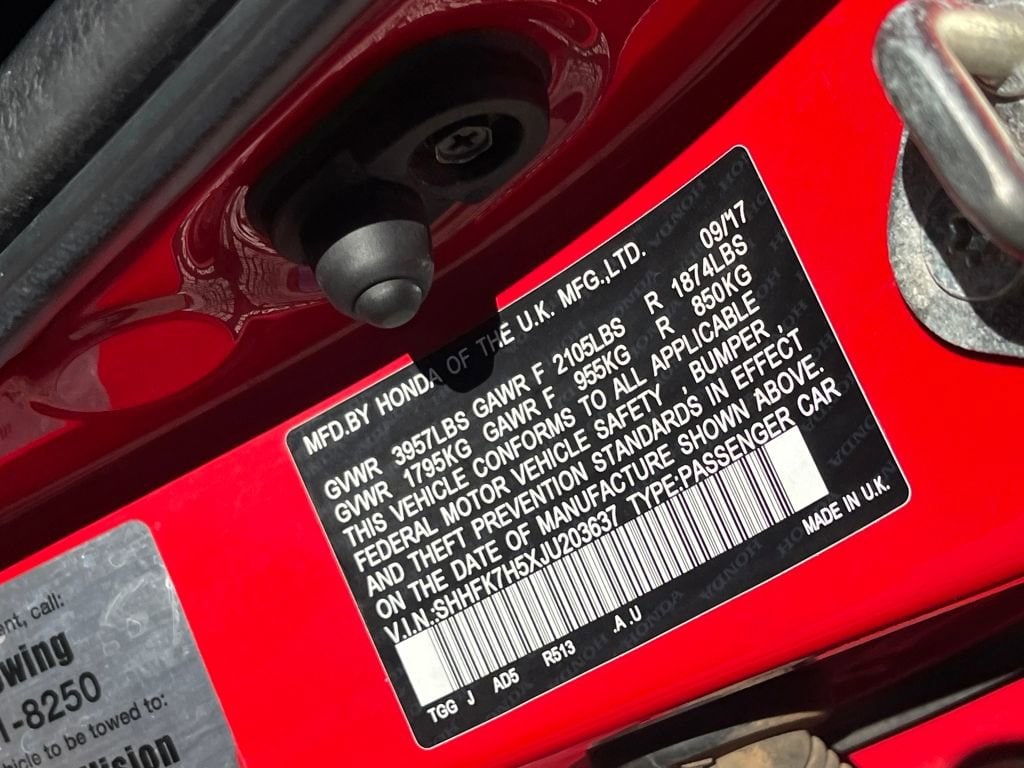 MFD.BY HONDA OF THE U.K. MFG.,LTD. 09/17
GVWR 3957LBS GAWR F 2105LBS R 1874LBS
GVWR 1795KG GAWR F 955KG R 850KG
THIS VEHICLE CONFORMS TO ALL APPLICABLE
FEDERAL MOTOR VEHICLE SAFETY , BUMPER ,
AND THEFT PREVENTION STANDARDS IN EFFECT
ON THE DATE OF MANUFACTURE SHOWN ABOVE.
V.I.N.:SHHFK7H5XJU203637 TYPE:PASSENGER CAR
MADE IN U.K.
TGG J AD5 R513 .A .U
call:
-8250
to be towed to: